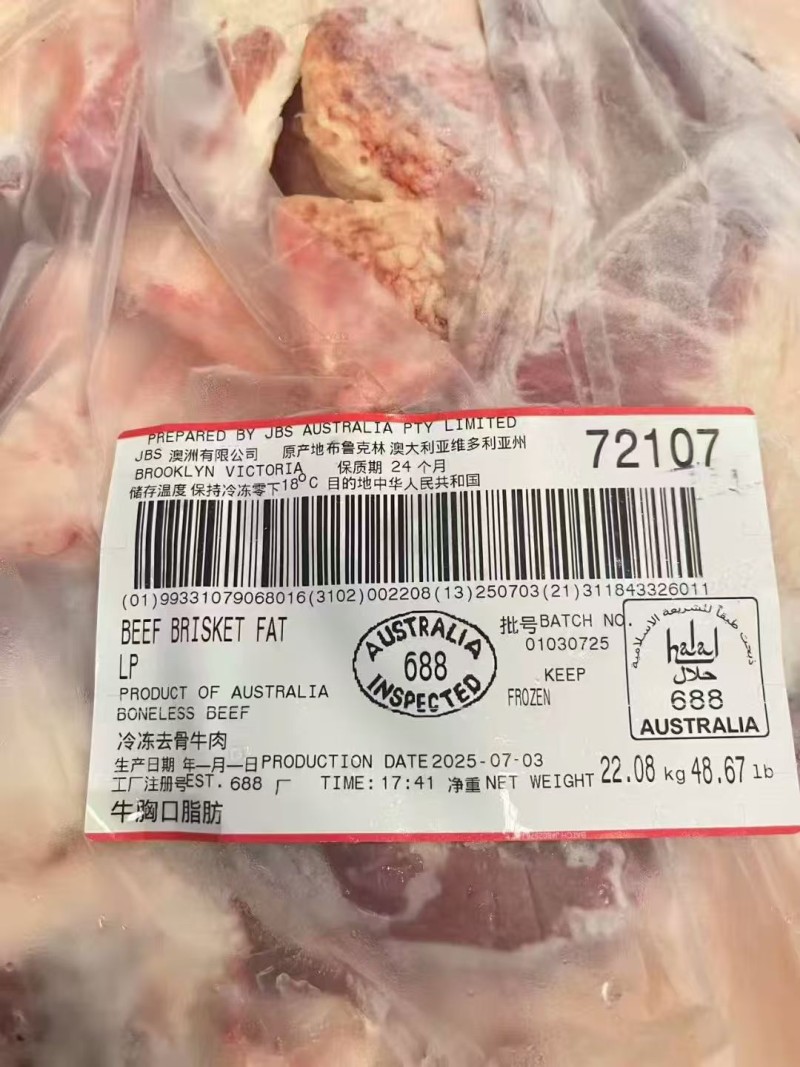 PREPARED BY JBS AUSTRALIA PTY LIMITED
JBS 澳洲有限公司 原产地布鲁克林 澳大利亚维多利亚州
72107
BROOKLYN VICTORIA 保质期 24 个月
储存温度 保持冷冻零下18°C 目的地中华人民共和国
(01)99331079068016(3102)002208(13)250703(21)311843326011
BEEF BRISKET FAT
LP
PRODUCT OF AUSTRALIA
BONELESS BEEF
AUSTRALIA
688
INSPECTED
批号BATCH NO.
01030725
KEEP
FROZEN
ذبحت طبقاً للشريعة الإسلامية
halal
حلال
688
AUSTRALIA
冷冻去骨牛肉
生产日期 年—月—日PRODUCTION DATE2025-07-03
工厂注册号EST. 688 厂 TIME: 17:41 净重 NET WEIGHT 22.08 kg 48.67 lb
牛胸口脂肪